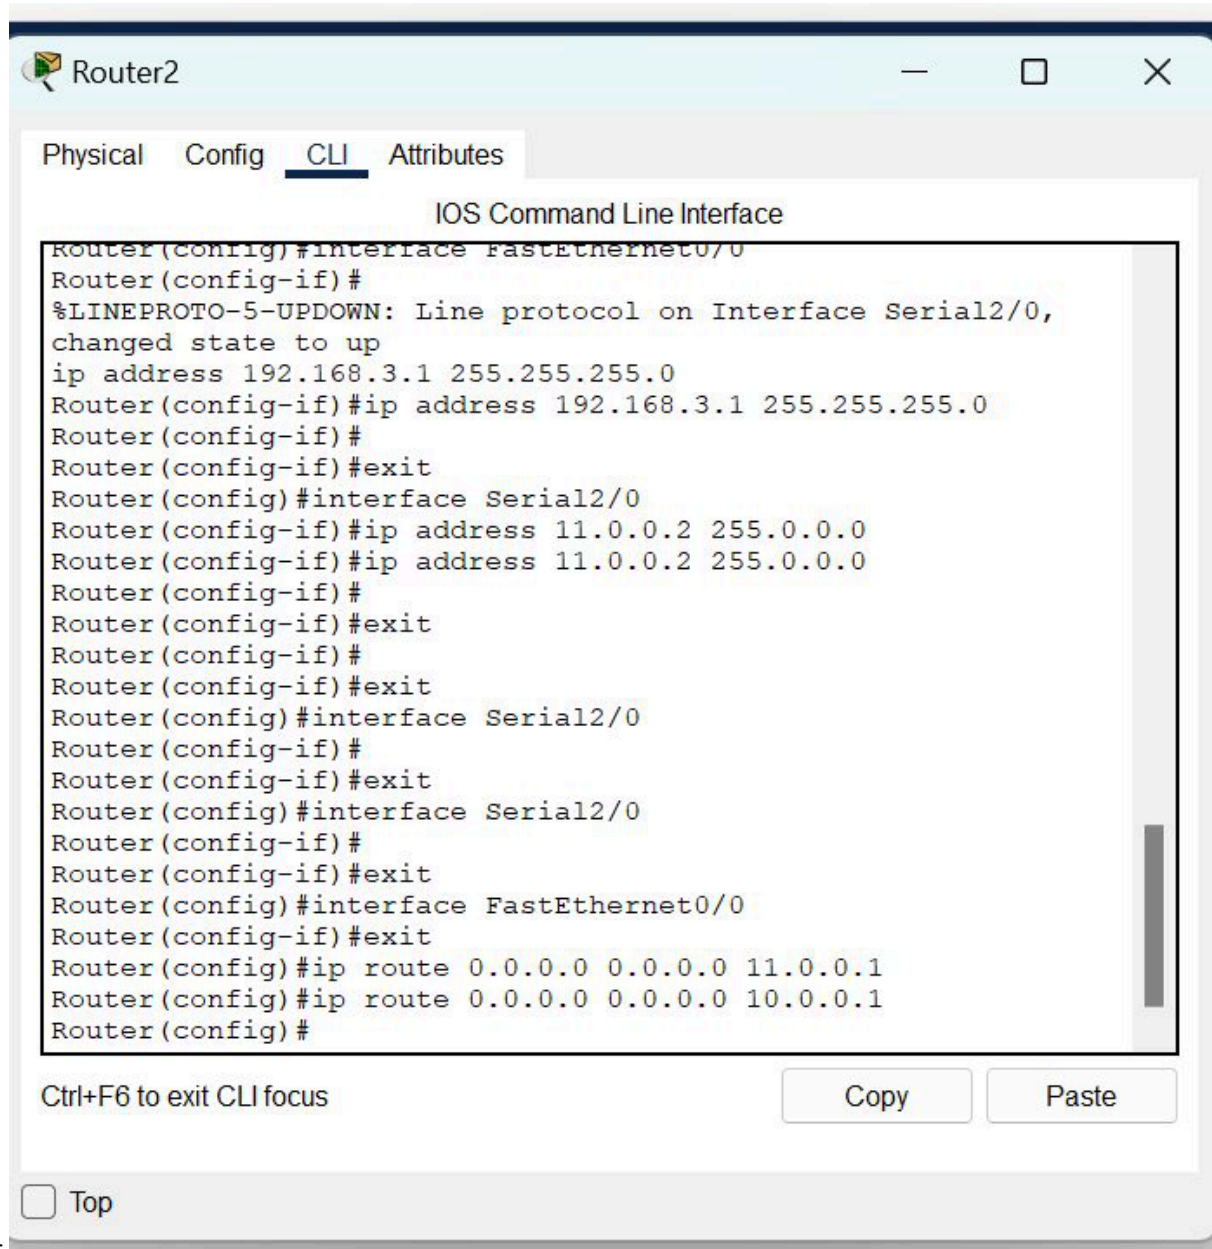 Router2
Physical Config CLI Attributes
IOS Command Line Interface
Router(config)#interface FastEthernet0/0
Router(config-if)#
%LINEPROTO-5-UPDOWN: Line protocol on Interface Serial2/0,
changed state to up
ip address 192.168.3.1 255.255.255.0
Router(config-if)#ip address 192.168.3.1 255.255.255.0
Router(config-if)#
Router(config-if)#exit
Router(config)#interface Serial2/0
Router(config-if)#ip address 11.0.0.2 255.0.0.0
Router(config-if)#ip address 11.0.0.2 255.0.0.0
Router(config-if)#
Router(config-if)#exit
Router(config-if)#
Router(config-if)#exit
Router(config)#interface Serial2/0
Router(config-if)#
Router(config-if)#exit
Router(config)#interface Serial2/0
Router(config-if)#
Router(config-if)#exit
Router(config)#interface FastEthernet0/0
Router(config-if)#exit
Router(config)#ip route 0.0.0.0 0.0.0.0 11.0.0.1
Router(config)#ip route 0.0.0.0 0.0.0.0 10.0.0.1
Router(config)#
Ctrl+F6 to exit CLI focus
Copy Paste
Top